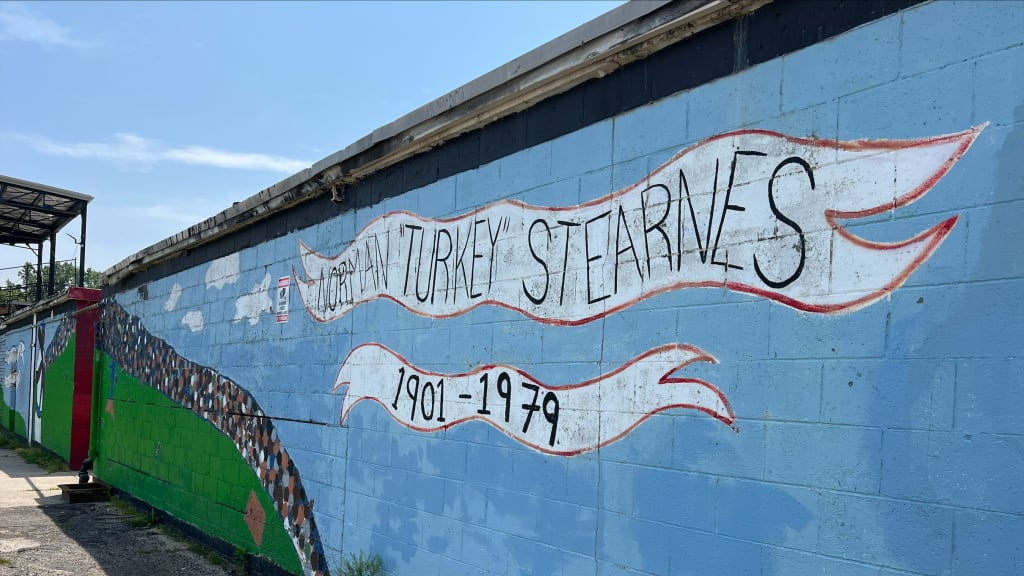 NORMAN "TURKEY" STEARNES
1901-1979